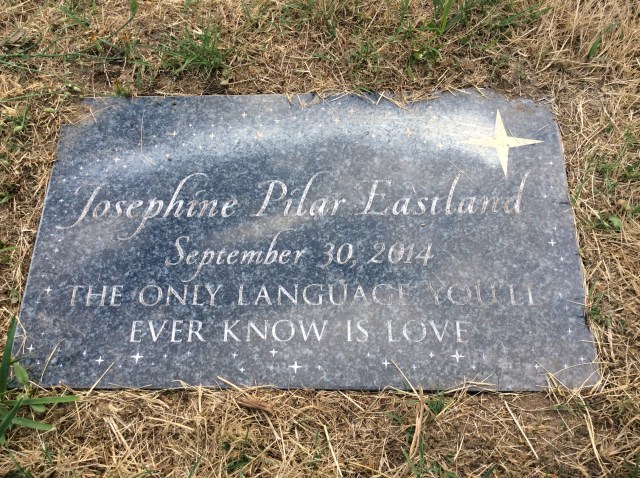 Josephine Pilar Eastland
September 30, 2014
THE ONLY LANGUAGE YOU'LL
EVER KNOW IS LOVE